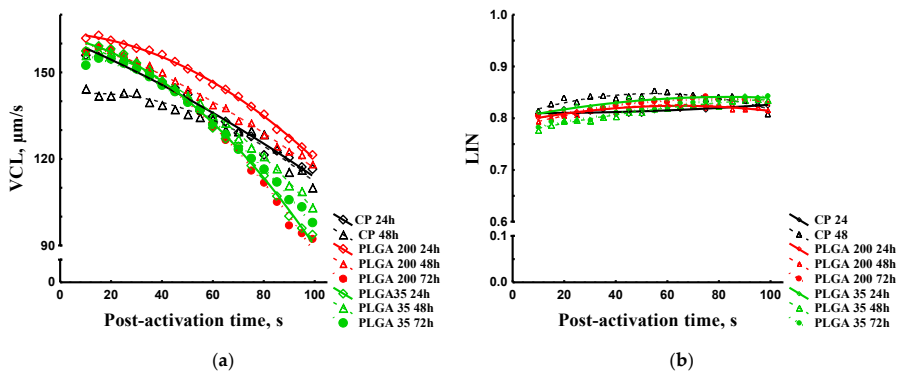 (a)
VCL, μm/s
150
120
90
0
0
20
40
60
80
100
Post-activation time, s
CP 24h
CP 48h
PLGA 200 24h
PLGA 200 48h
PLGA 200 72h
PLGA35 24h
PLGA 35 48h
PLGA 35 72h
(a)
(b)
LIN
1.0
0.9
0.8
0.7
0.6
0.1
0.0
0
20
40
60
80
100
Post-activation time, s
CP 24
CP 48
PLGA 200 24h
PLGA 200 48h
PLGA 200 72h
PLGA 35 24h
PLGA 35 48h
PLGA 35 72h
(b)